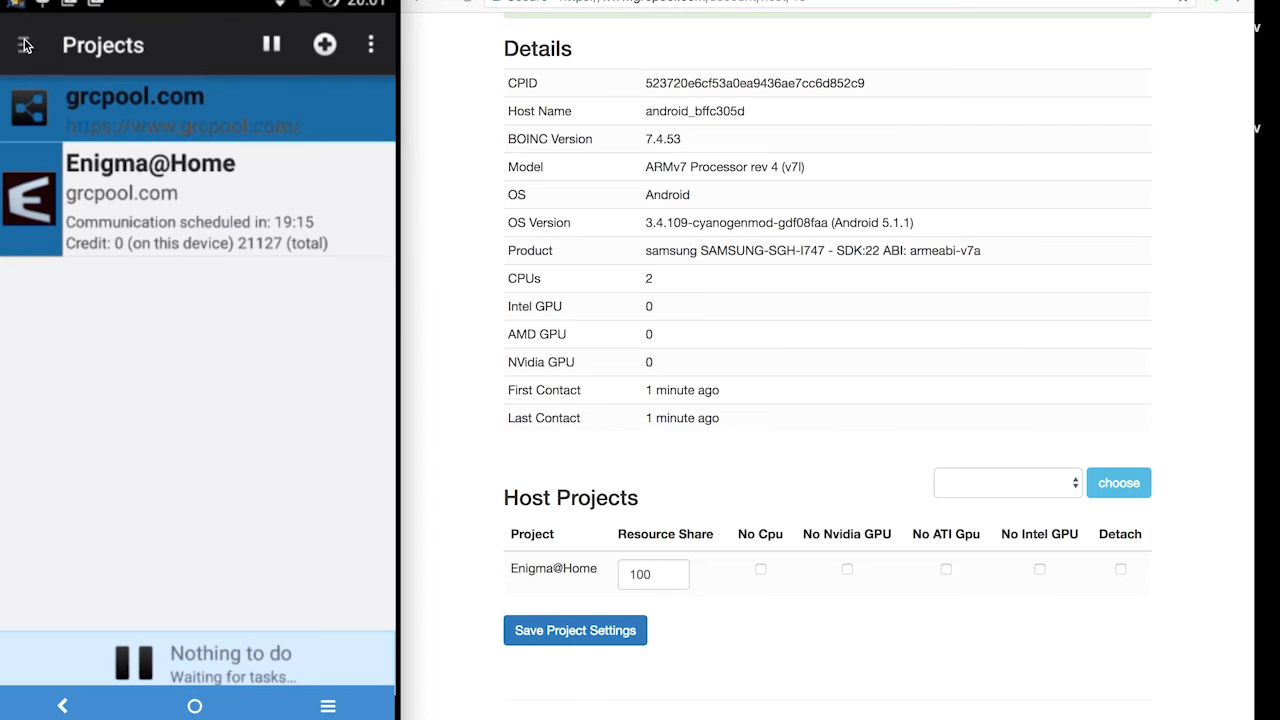 20:01
Projects
grcpool.com
https://www.grcpool.com/
Enigma@Home
grcpool.com
Communication scheduled in: 19:15
Credit: 0 (on this device) 21127 (total)
Nothing to do
Waiting for tasks...
Details
CPID 523720e6cf53a0ea9436ae7cc6d852c9
Host Name android_bffc305d
BOINC Version 7.4.53
Model ARMv7 Processor rev 4 (v7l)
OS Android
OS Version 3.4.109-cyanogenmod-gdf08faa (Android 5.1.1)
Product samsung SAMSUNG-SGH-I747 - SDK:22 ABI: armeabi-v7a
CPUs 2
Intel GPU 0
AMD GPU 0
NVidia GPU 0
First Contact 1 minute ago
Last Contact 1 minute ago
choose
Host Projects
Project Resource Share No Cpu No Nvidia GPU No ATI Gpu No Intel GPU Detach
Enigma@Home 100
Save Project Settings